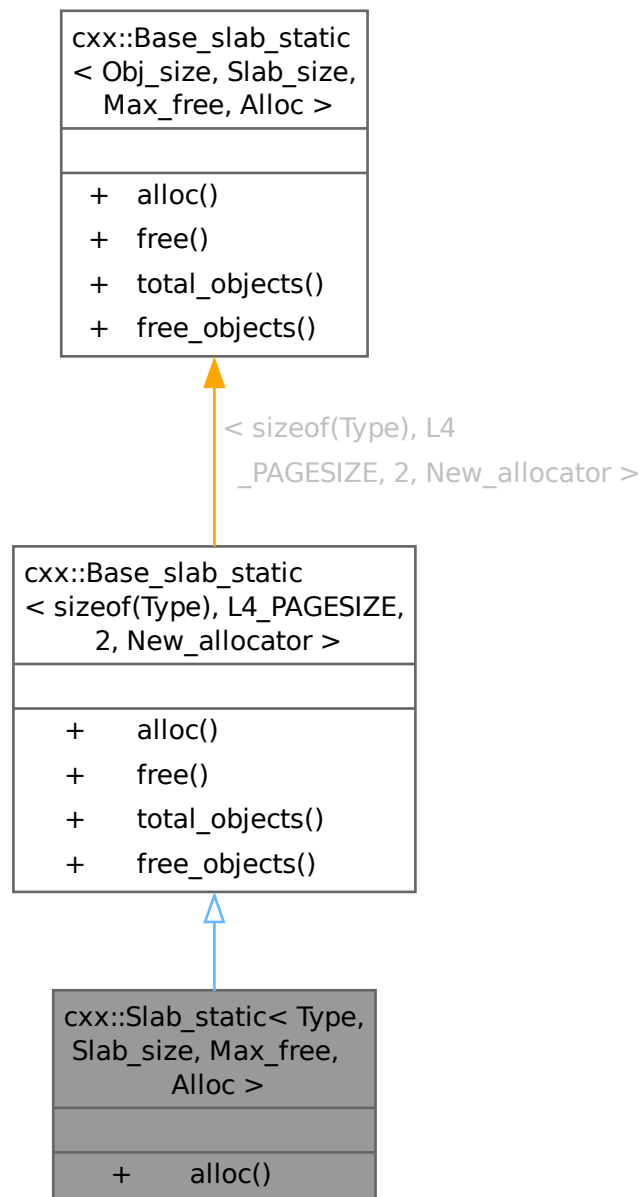 cxx::Base_slab_static
< Obj_size, Slab_size,
Max_free, Alloc >
+ alloc()
+ free()
+ total_objects()
+ free_objects()
< sizeof(Type), L4
_PAGESIZE, 2, New_allocator >
cxx::Base_slab_static
< sizeof(Type), L4_PAGESIZE,
2, New_allocator >
+ alloc()
+ free()
+ total_objects()
+ free_objects()
cxx::Slab_static< Type,
Slab_size, Max_free,
Alloc >
+ alloc()